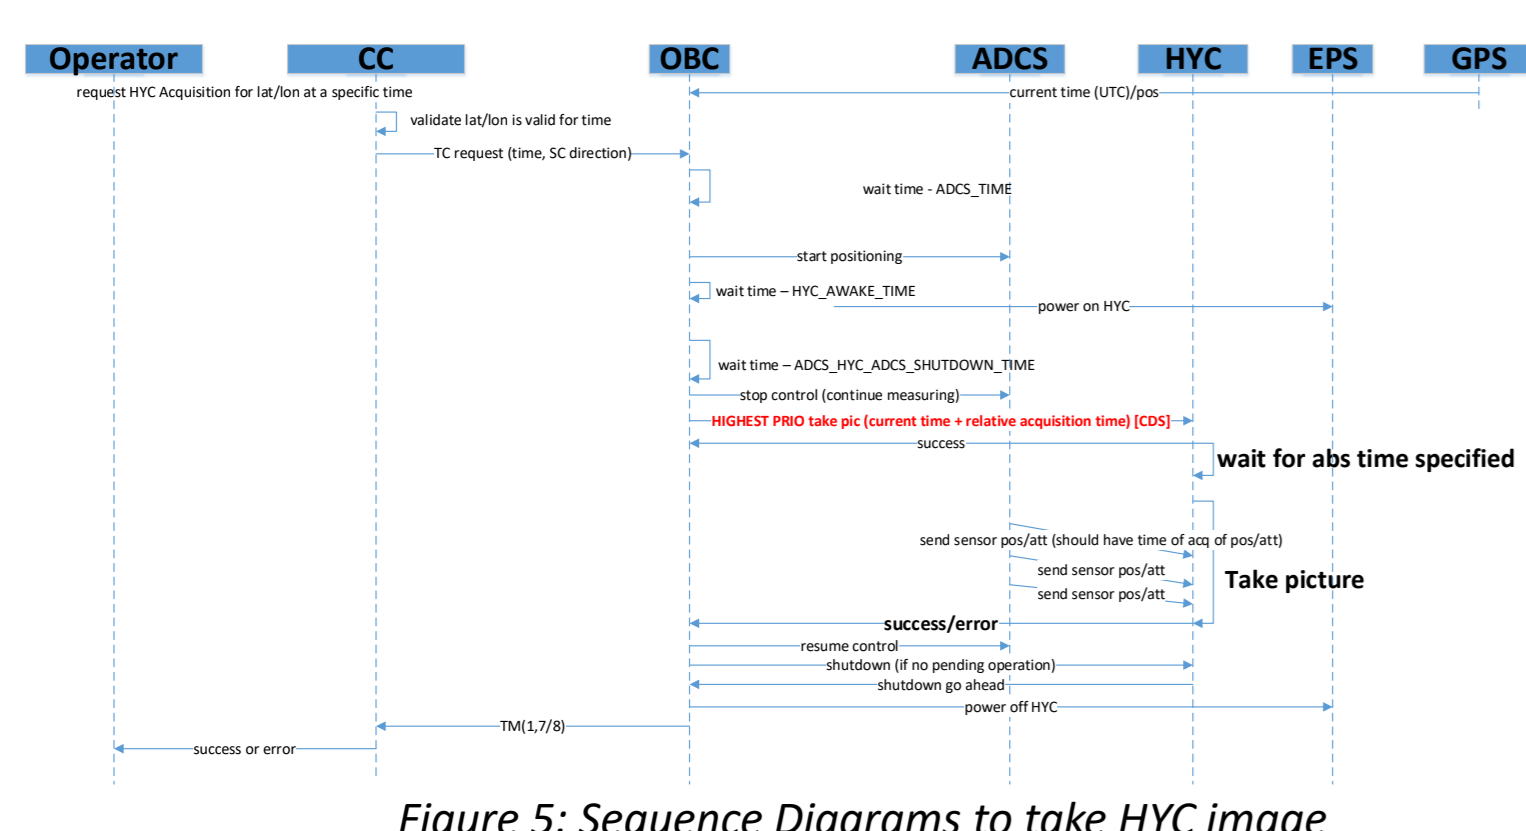 Operator CC OBC ADCS HYC EPS GPS
request HYC Acquisition for lat/lon at a specific time
current time (UTC)/pos
validate lat/lon is valid for time
TC request (time, SC direction)
wait time - ADCS_TIME
start positioning
wait time – HYC_AWAKE_TIME
power on HYC
wait time – ADCS_HYC_ADCS_SHUTDOWN_TIME
stop control (continue measuring)
HIGHEST PRIO take pic (current time + relative acquisition time) [CDS]
success
wait for abs time specified
send sensor pos/att (should have time of acq of pos/att)
send sensor pos/att
Take picture
send sensor pos/att
success/error
resume control
shutdown (if no pending operation)
shutdown go ahead
power off HYC
TM(1,7/8)
success or error
Figure 5: Sequence Diagrams to take HYC image